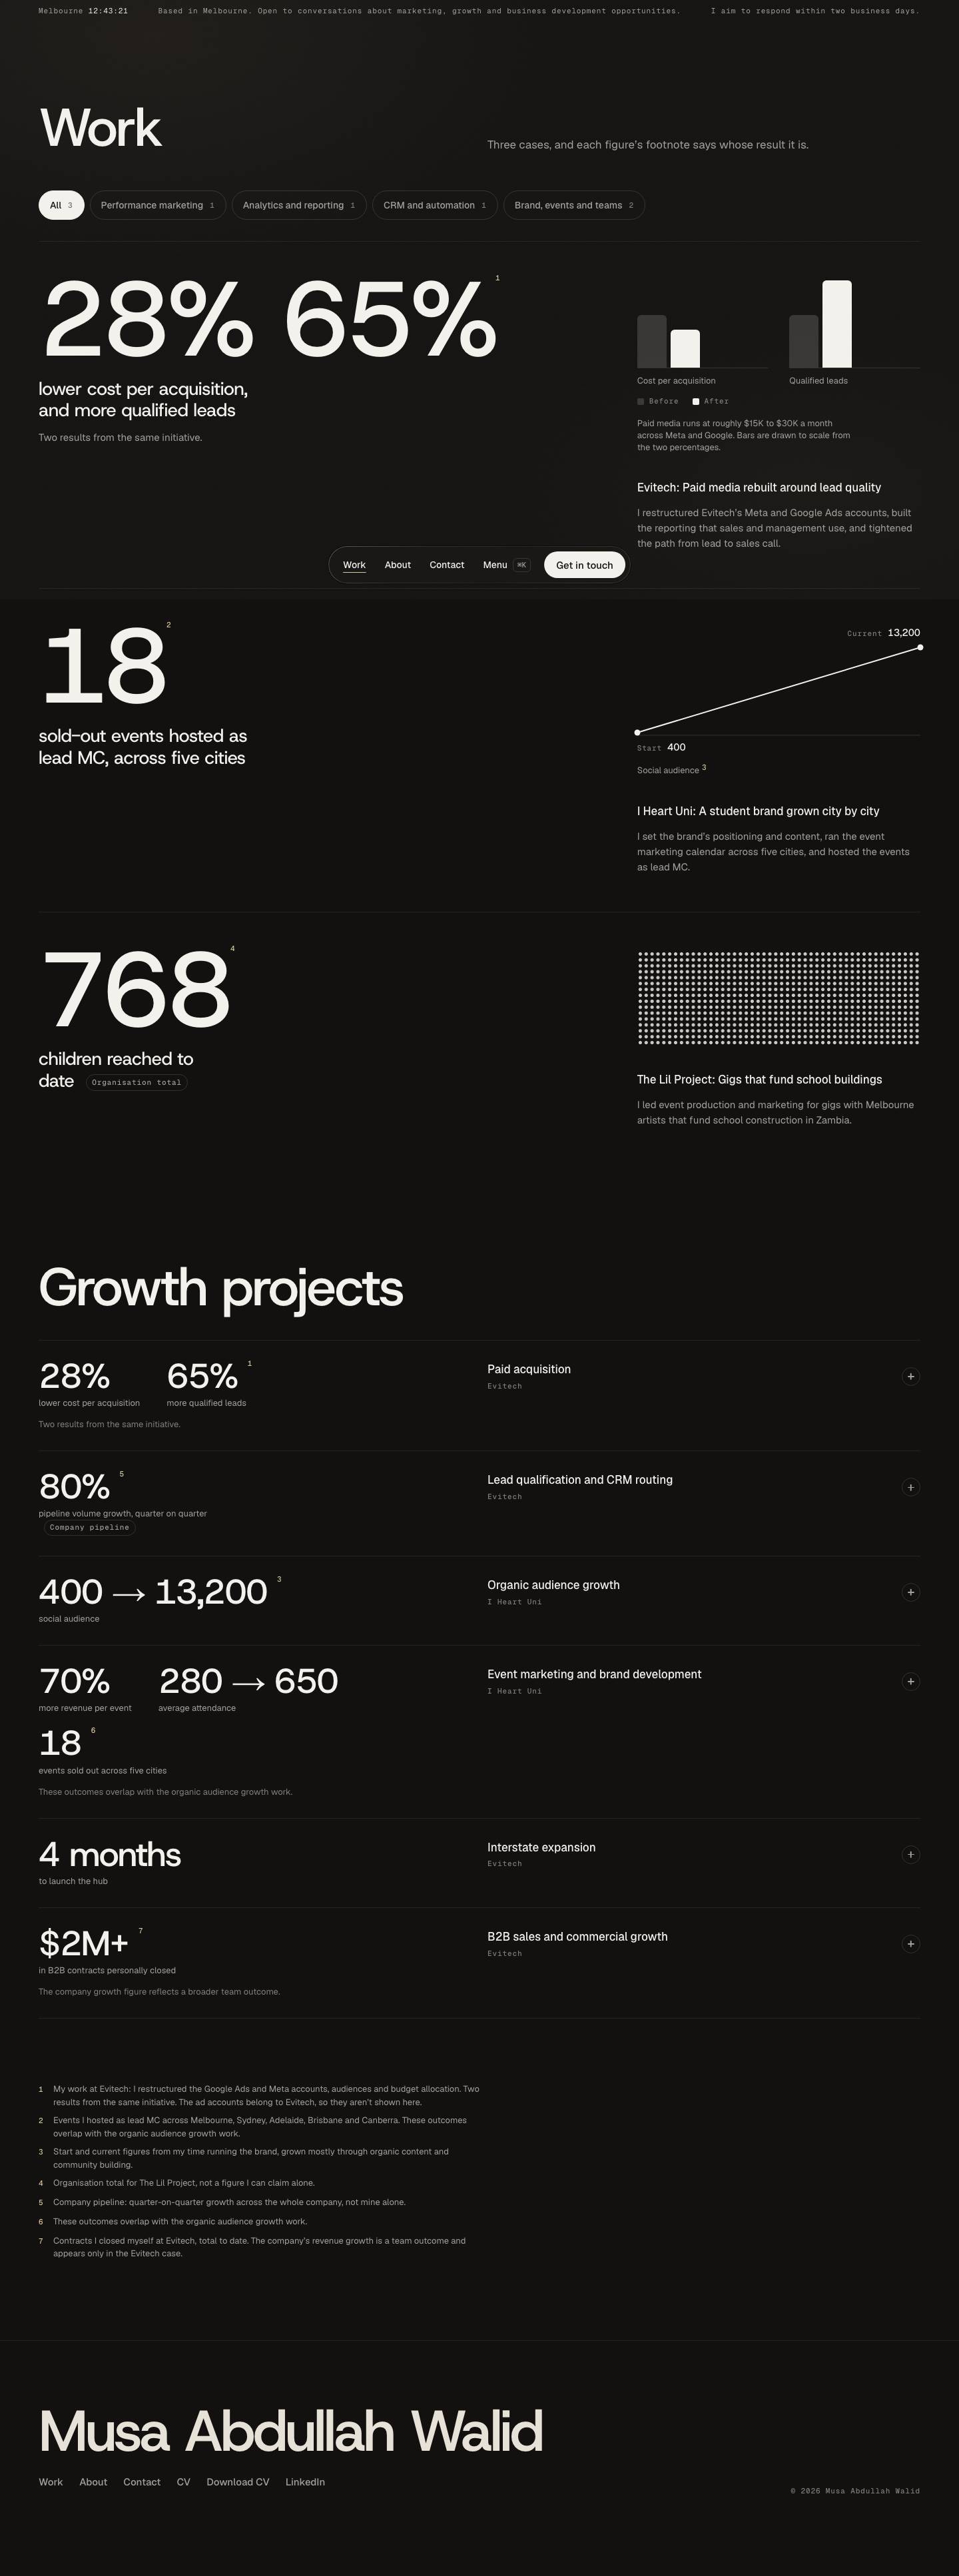 Melbourne 12:43:21
Based in Melbourne. Open to conversations about marketing, growth and business development opportunities.
I aim to respond within two business days.
Work
Three cases, and each figure's footnote says whose result it is.
All 3
Performance marketing 1
Analytics and reporting 1
CRM and automation 1
Brand, events and teams 2
28% 65% 1
lower cost per acquisition,
and more qualified leads
Two results from the same initiative.
Cost per acquisition
Qualified leads
Before
After
Paid media runs at roughly $15K to $30K a month
across Meta and Google. Bars are drawn to scale from
the two percentages.
Evitech: Paid media rebuilt around lead quality
I restructured Evitech's Meta and Google Ads accounts, built
the reporting that sales and management use, and tightened
the path from lead to sales call.
Work
About
Contact
Menu ⌘K
Get in touch
18 2
sold-out events hosted as
lead MC, across five cities
Current 13,200
Start 400
Social audience 3
I Heart Uni: A student brand grown city by city
I set the brand's positioning and content, ran the event
marketing calendar across five cities, and hosted the events
as lead MC.
768 4
children reached to
date Organisation total
The Lil Project: Gigs that fund school buildings
I led event production and marketing for gigs with Melbourne
artists that fund school construction in Zambia.
Growth projects
28% 65% 1
lower cost per acquisition
more qualified leads
Two results from the same initiative.
Paid acquisition
Evitech
80% 5
pipeline volume growth, quarter on quarter
Company pipeline
Lead qualification and CRM routing
Evitech
400 → 13,200 3
social audience
Organic audience growth
I Heart Uni
70% 280 → 650
more revenue per event
average attendance
18 6
events sold out across five cities
These outcomes overlap with the organic audience growth work.
Event marketing and brand development
I Heart Uni
4 months
to launch the hub
Interstate expansion
Evitech
$2M+ 7
in B2B contracts personally closed
The company growth figure reflects a broader team outcome.
B2B sales and commercial growth
Evitech
1 My work at Evitech: I restructured the Google Ads and Meta accounts, audiences and budget allocation. Two
results from the same initiative. The ad accounts belong to Evitech, so they aren't shown here.
2 Events I hosted as lead MC across Melbourne, Sydney, Adelaide, Brisbane and Canberra. These outcomes
overlap with the organic audience growth work.
3 Start and current figures from my time running the brand, grown mostly through organic content and
community building.
4 Organisation total for The Lil Project, not a figure I can claim alone.
5 Company pipeline: quarter-on-quarter growth across the whole company, not mine alone.
6 These outcomes overlap with the organic audience growth work.
7 Contracts I closed myself at Evitech, total to date. The company's revenue growth is a team outcome and
appears only in the Evitech case.
Musa Abdullah Walid
Work
About
Contact
CV
Download CV
LinkedIn
© 2026 Musa Abdullah Walid